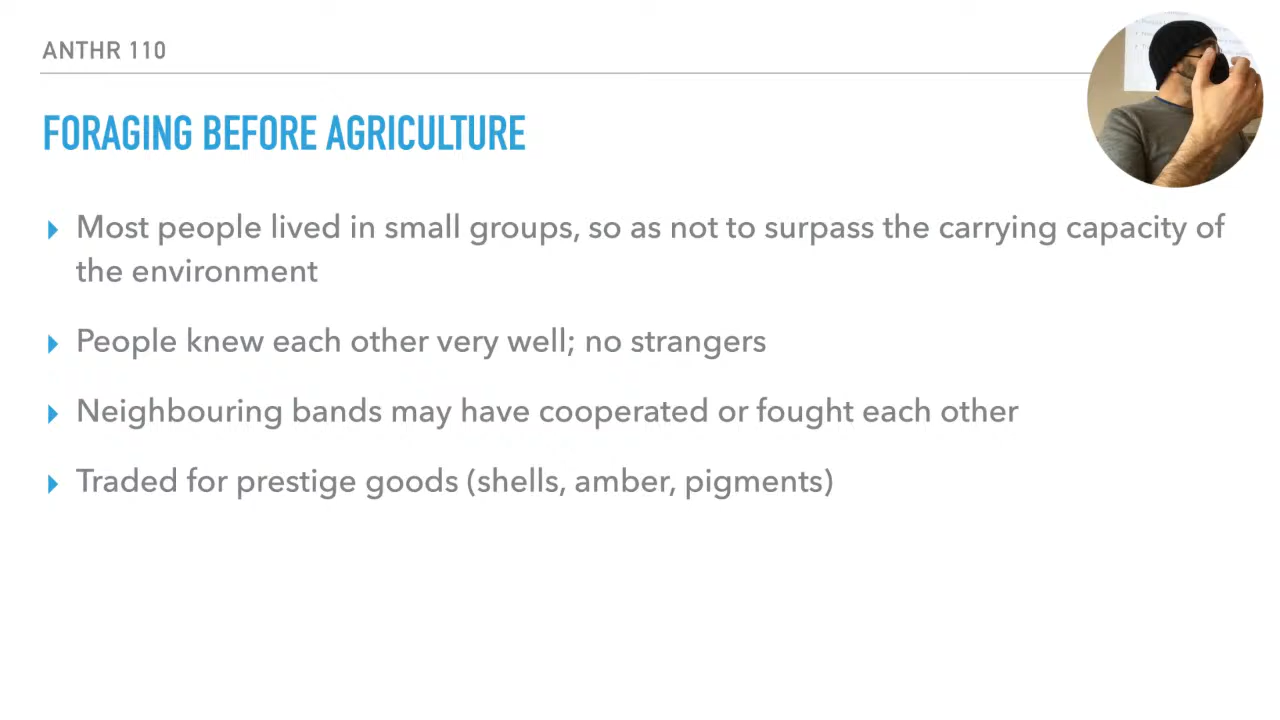 ANTHR 110
FORAGING BEFORE AGRICULTURE
Most people lived in small groups, so as not to surpass the carrying capacity of
the environment
People knew each other very well; no strangers
Neighbouring bands may have cooperated or fought each other
Traded for prestige goods (shells, amber, pigments)